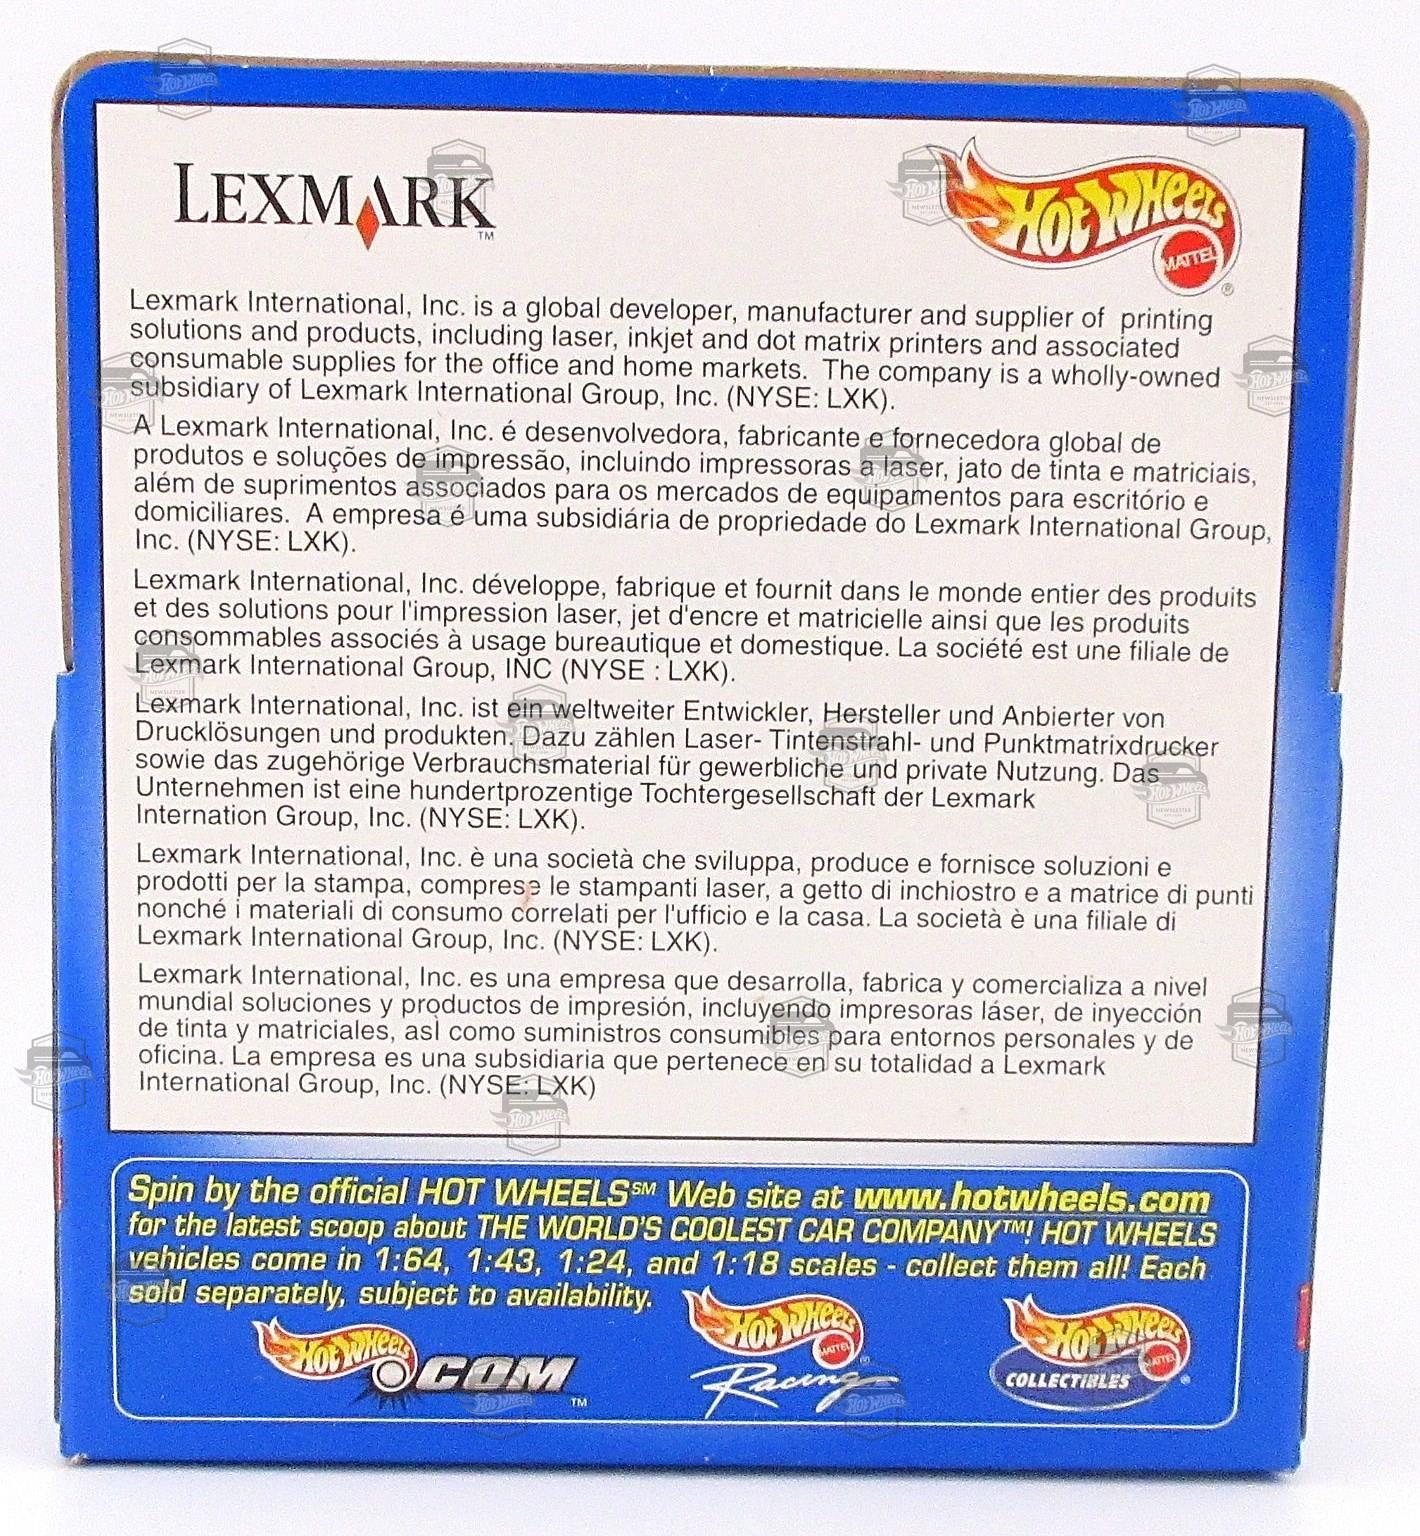 LEXMARK™
HOT WHEELS MATTEL ®
Lexmark International, Inc. is a global developer, manufacturer and supplier of printing
solutions and products, including laser, inkjet and dot matrix printers and associated
consumable supplies for the office and home markets. The company is a wholly-owned
subsidiary of Lexmark International Group, Inc. (NYSE: LXK).
A Lexmark International, Inc. é desenvolvedora, fabricante e fornecedora global de
produtos e soluções de impressão, incluindo impressoras a laser, jato de tinta e matriciais,
além de suprimentos associados para os mercados de equipamentos para escritório e
domiciliares. A empresa é uma subsidiária de propriedade do Lexmark International Group,
Inc. (NYSE: LXK).
Lexmark International, Inc. développe, fabrique et fournit dans le monde entier des produits
et des solutions pour l'impression laser, jet d'encre et matricielle ainsi que les produits
consommables associés à usage bureautique et domestique. La société est une filiale de
Lexmark International Group, INC (NYSE : LXK).
Lexmark International, Inc. ist ein weltweiter Entwickler, Hersteller und Anbierter von
Drucklösungen und produkten. Dazu zählen Laser- Tintenstrahl- und Punktmatrixdrucker
sowie das zugehörige Verbrauchsmaterial für gewerbliche und private Nutzung. Das
Unternehmen ist eine hundertprozentige Tochtergesellschaft der Lexmark
Internation Group, Inc. (NYSE: LXK).
Lexmark International, Inc. è una società che sviluppa, produce e fornisce soluzioni e
prodotti per la stampa, comprese le stampanti laser, a getto di inchiostro e a matrice di punti
nonché i materiali di consumo correlati per l'ufficio e la casa. La società è una filiale di
Lexmark International Group, Inc. (NYSE: LXK).
Lexmark International, Inc. es una empresa que desarrolla, fabrica y comercializa a nivel
mundial soluciones y productos de impresión, incluyendo impresoras láser, de inyección
de tinta y matriciales, asÌ como suministros consumibles para entornos personales y de
oficina. La empresa es una subsidiaria que pertenece en su totalidad a Lexmark
International Group, Inc. (NYSE: LXK)
Spin by the official HOT WHEELS℠ Web site at www.hotwheels.com
for the latest scoop about THE WORLD'S COOLEST CAR COMPANY™! HOT WHEELS
vehicles come in 1:64, 1:43, 1:24, and 1:18 scales - collect them all! Each
sold separately, subject to availability.
HOT WHEELS .COM ™
HOT WHEELS MATTEL ® Racing
HOT WHEELS MATTEL ® COLLECTIBLES